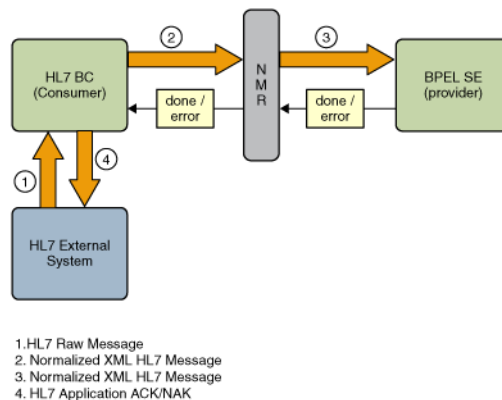 2
3
HL7 BC
(Consumer)
N
M
R
BPEL SE
(provider)
done /
error
done /
error
1
4
HL7 External
System
1.HL7 Raw Message
2. Normalized XML HL7 Message
3. Normalized XML HL7 Message
4. HL7 Application ACK/NAK